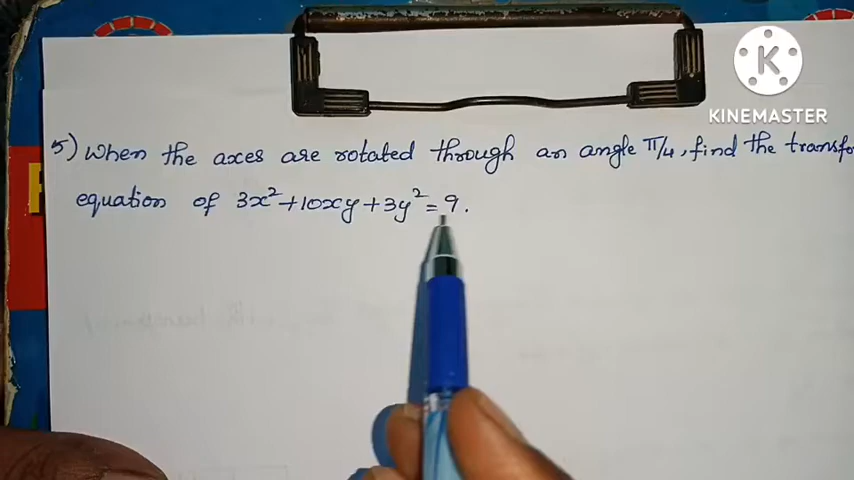 KINEMASTER
5) When the axes are rotated through an angle π/4, find the transfo
equation of 3x²+10xy+3y²=9.